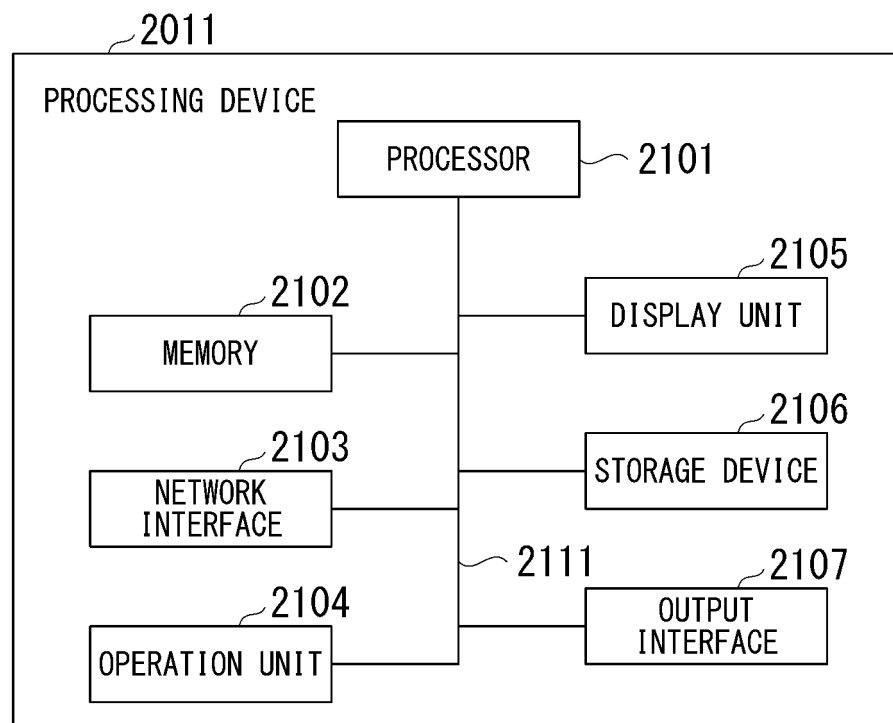 2011
PROCESSING DEVICE
PROCESSOR
2101
2102
MEMORY
2105
DISPLAY UNIT
2103
NETWORK
INTERFACE
2106
STORAGE DEVICE
2111
2104
OPERATION UNIT
2107
OUTPUT
INTERFACE